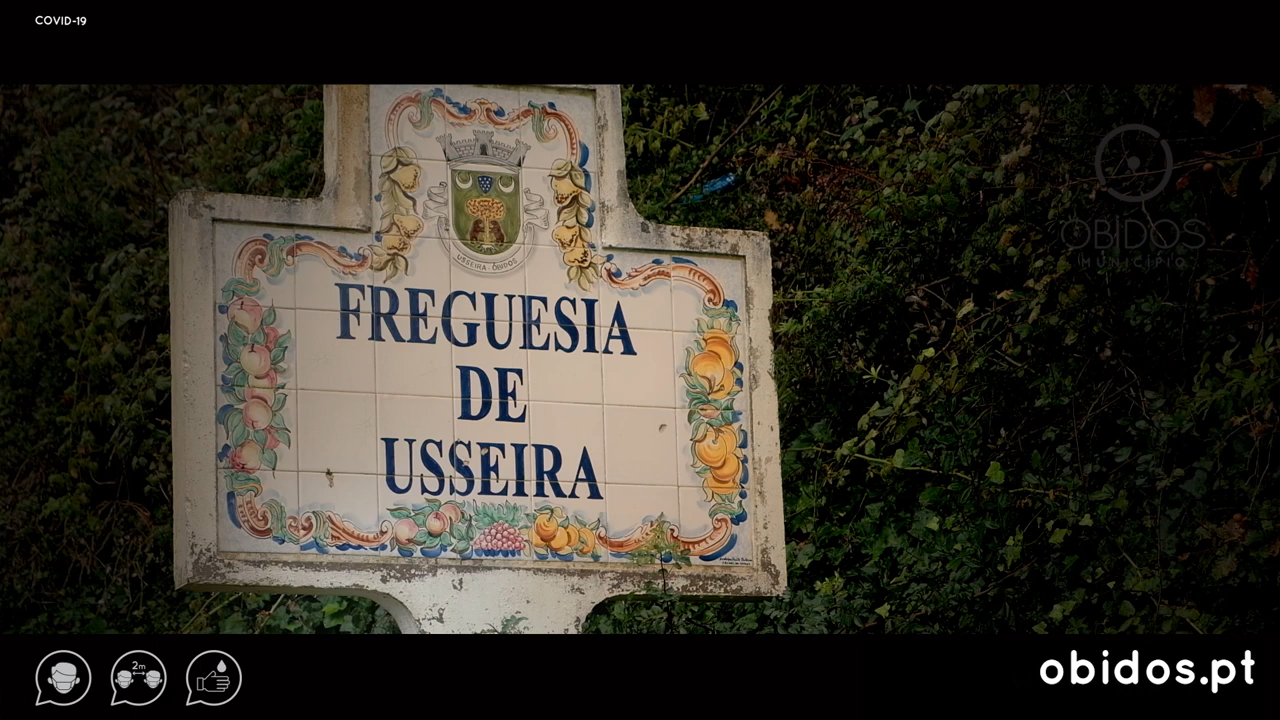 COVID-19
ÓBIDOS
MUNICÍPIO
USSEIRA ÓBIDOS
FREGUESIA
DE
USSEIRA
2m
obidos.pt